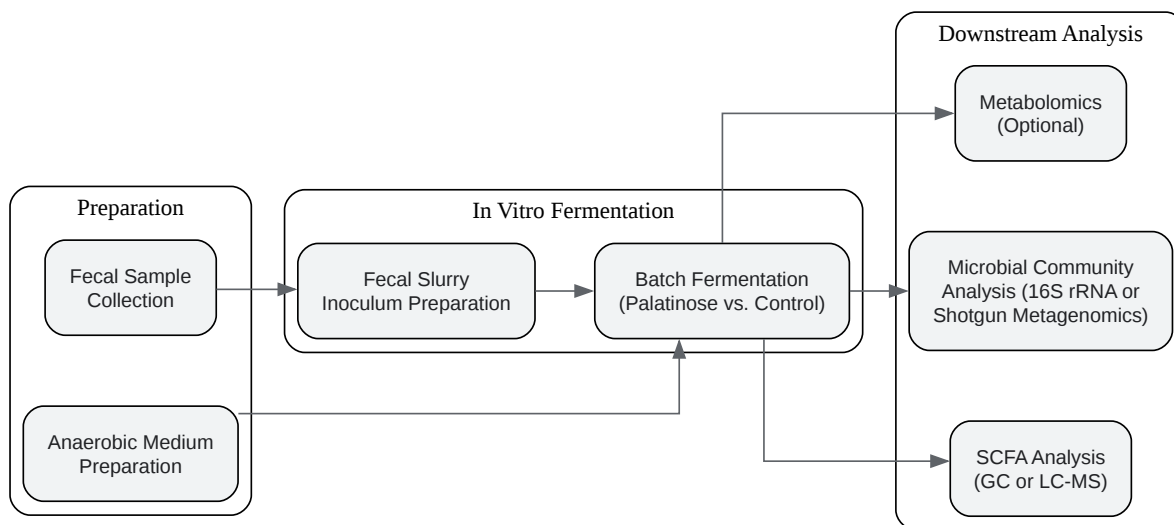 Preparation
Fecal Sample
Collection
Anaerobic Medium
Preparation
In Vitro Fermentation
Fecal Slurry
Inoculum Preparation
Batch Fermentation
(Palatinose vs. Control)
Downstream Analysis
Metabolomics
(Optional)
Microbial Community
Analysis (16S rRNA or
Shotgun Metagenomics)
SCFA Analysis
(GC or LC-MS)